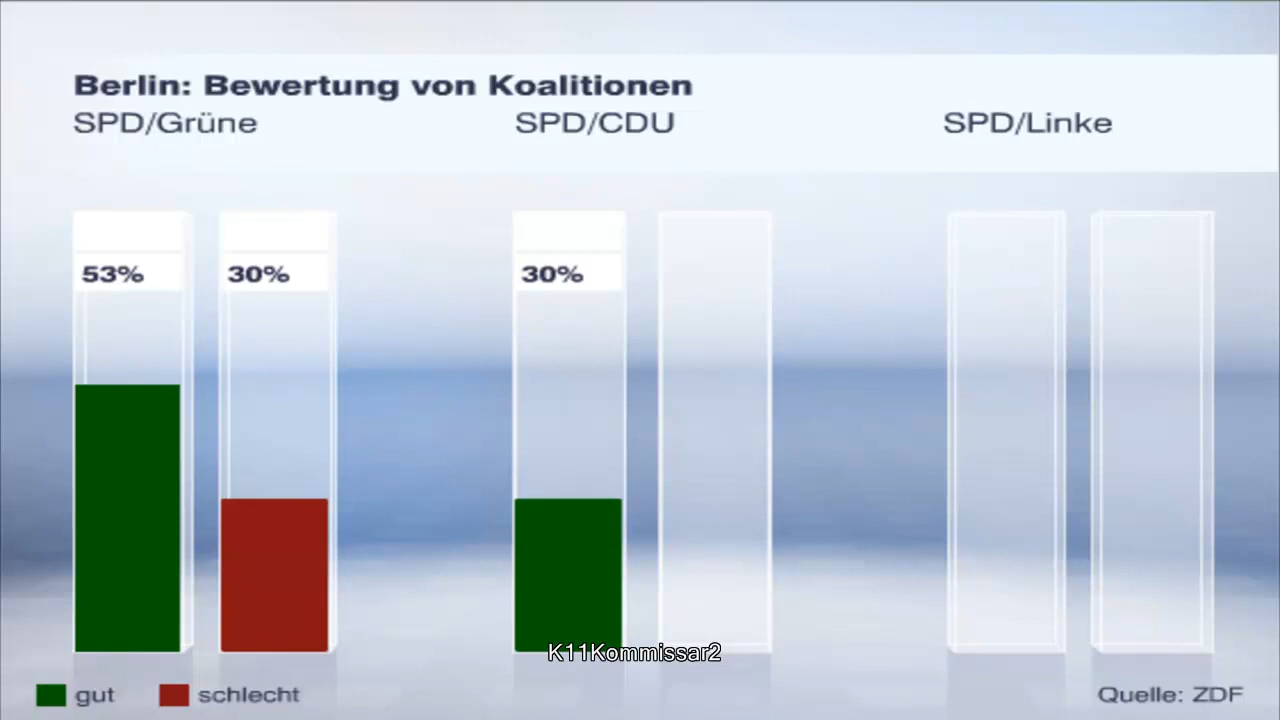 Berlin: Bewertung von Koalitionen
SPD/Grüne
SPD/CDU
SPD/Linke
53%
30%
30%
K11Kommissar2
gut
schlecht
Quelle: ZDF